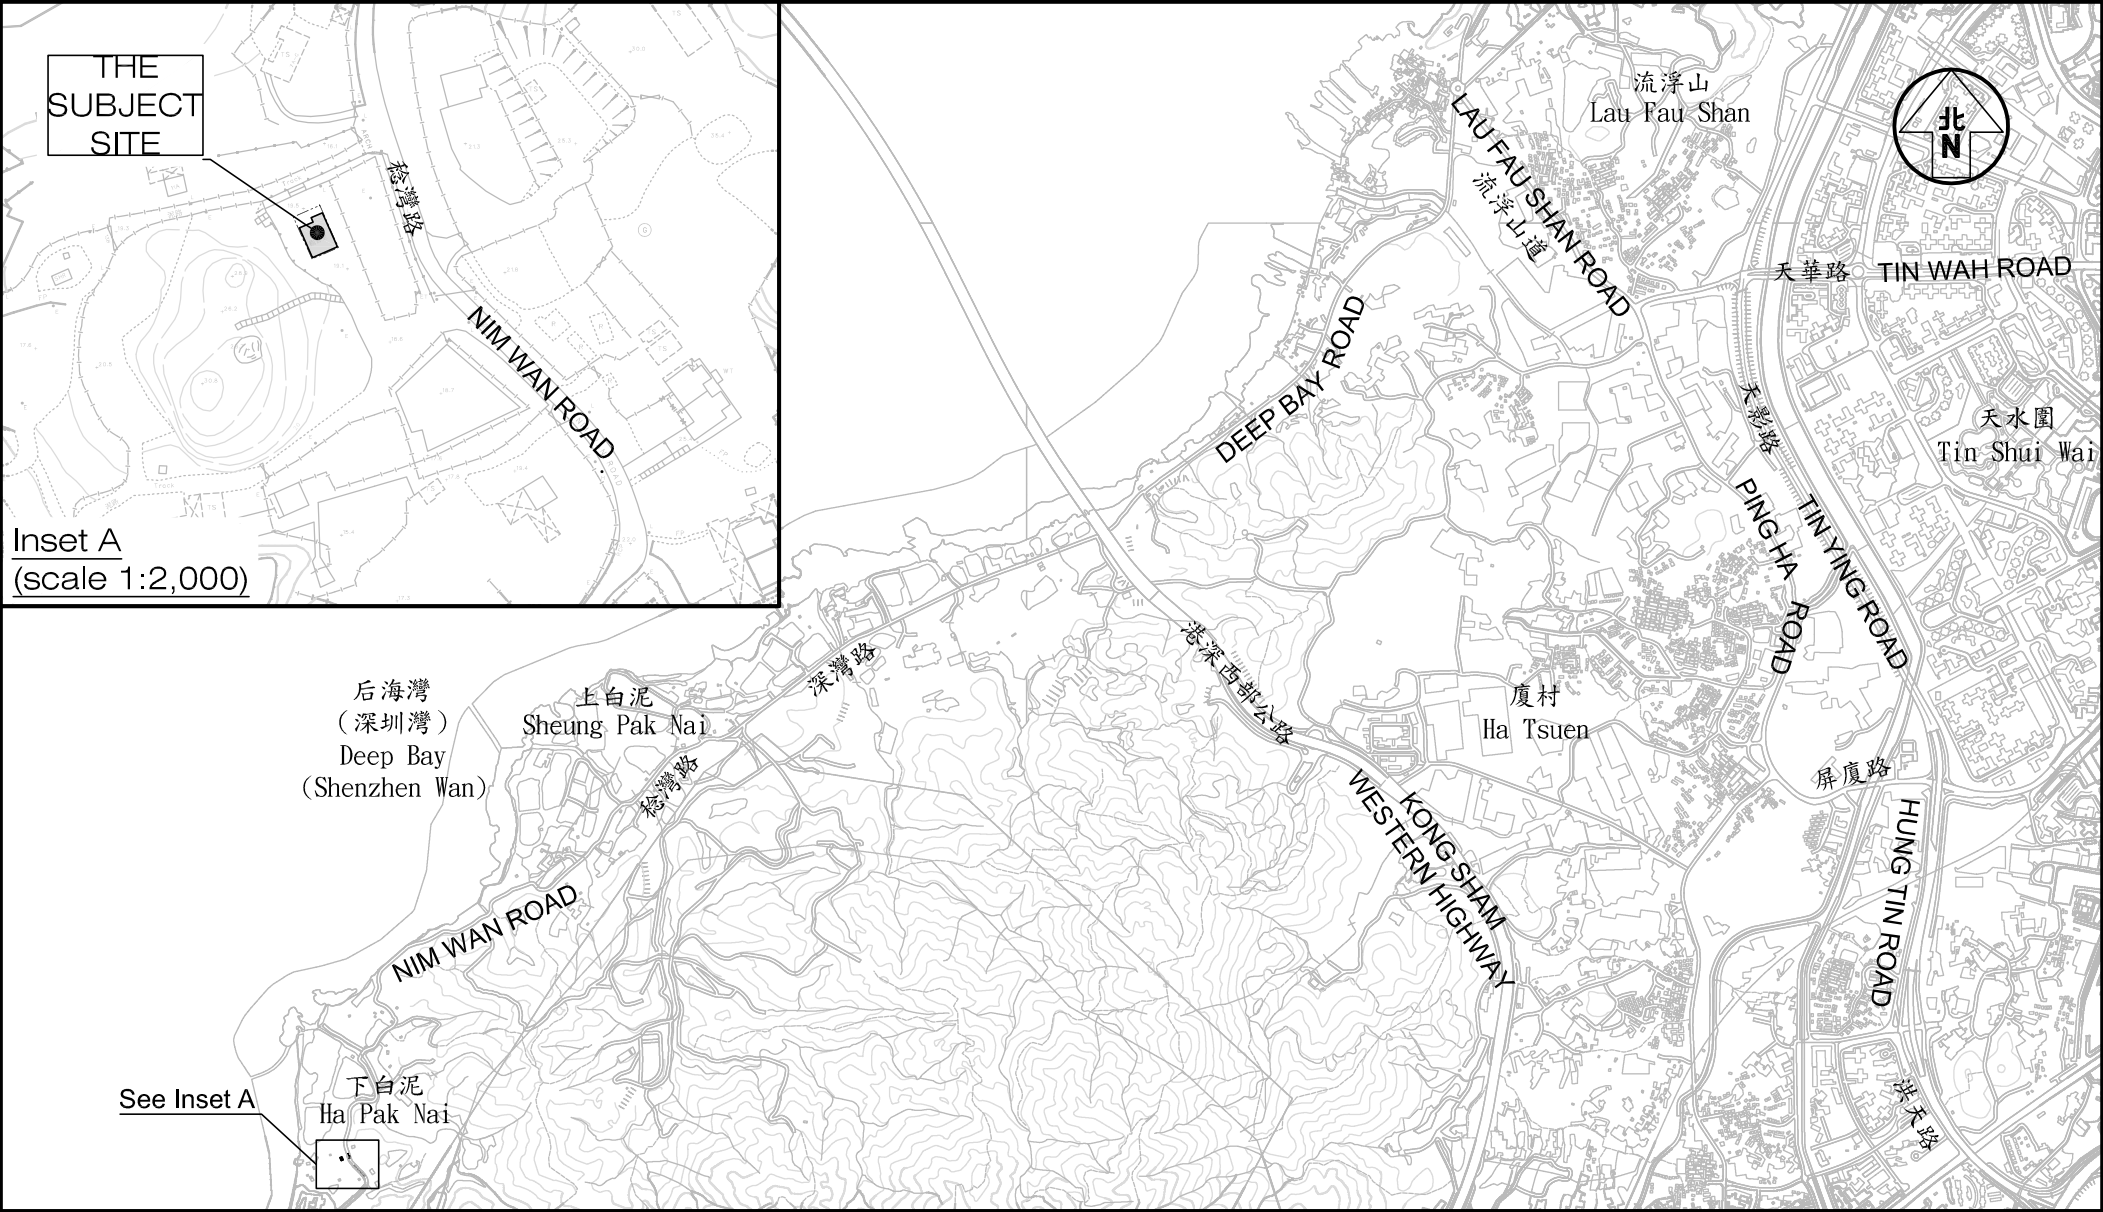 THE
SUBJECT
SITE
稔灣路
NIM WAN ROAD
Inset A
(scale 1:2,000)
流浮山
Lau Fau Shan
北
N
LAU FAU SHAN ROAD
流浮山道
天華路
TIN WAH ROAD
DEEP BAY ROAD
天影路
天水圍
Tin Shui Wai
PING HA
ROAD
TIN YING ROAD
港深西部公路
深灣路
后海灣
(深圳灣)
Deep Bay
(Shenzhen Wan)
上白泥
Sheung Pak Nai
廈村
Ha Tsuen
稔灣路
屏廈路
KONG SHAM
WESTERN HIGHWAY
HUNG TIN ROAD
NIM WAN ROAD
下白泥
Ha Pak Nai
See Inset A
洪天路